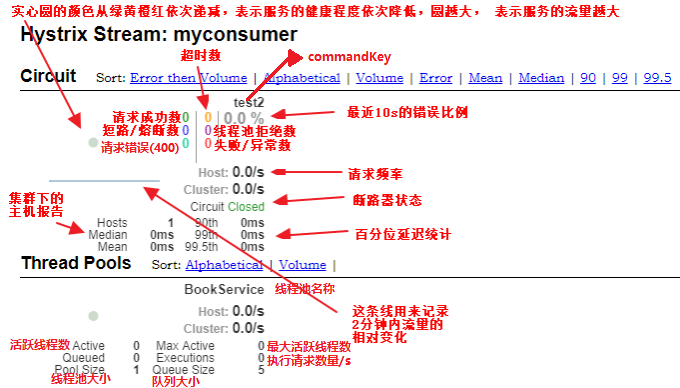 实心圆的颜色从绿黄橙红依次递减，表示服务的健康程度依次降低，圆越大， 表示服务的流量越大
Hystrix Stream: myconsumer
超时数
commandKey
Circuit Sort: Error then Volume | Alphabetical | Volume | Error | Mean | Median | 90 | 99 | 99.5
test2
请求成功数 0 0 0.0 % 最近10s的错误比例
短路/熔断数 0 0 线程池拒绝数
请求错误(400) 0 0 失败/异常数
Host: 0.0/s 请求频率
Cluster: 0.0/s
Circuit Closed 断路器状态
集群下的
主机报告
Hosts 1 90th 0ms
Median 0ms 99th 0ms 百分位延迟统计
Mean 0ms 99.5th 0ms
Thread Pools Sort: Alphabetical | Volume |
BookService 线程池名称
Host: 0.0/s
Cluster: 0.0/s
这条线用来记录
2分钟内流量的
相对变化
活跃线程数 Active 0 Max Active 0 最大活跃线程数
Queued 0 Executions 0 执行请求数量/s
Pool Size 1 Queue Size 5
线程池大小 队列大小